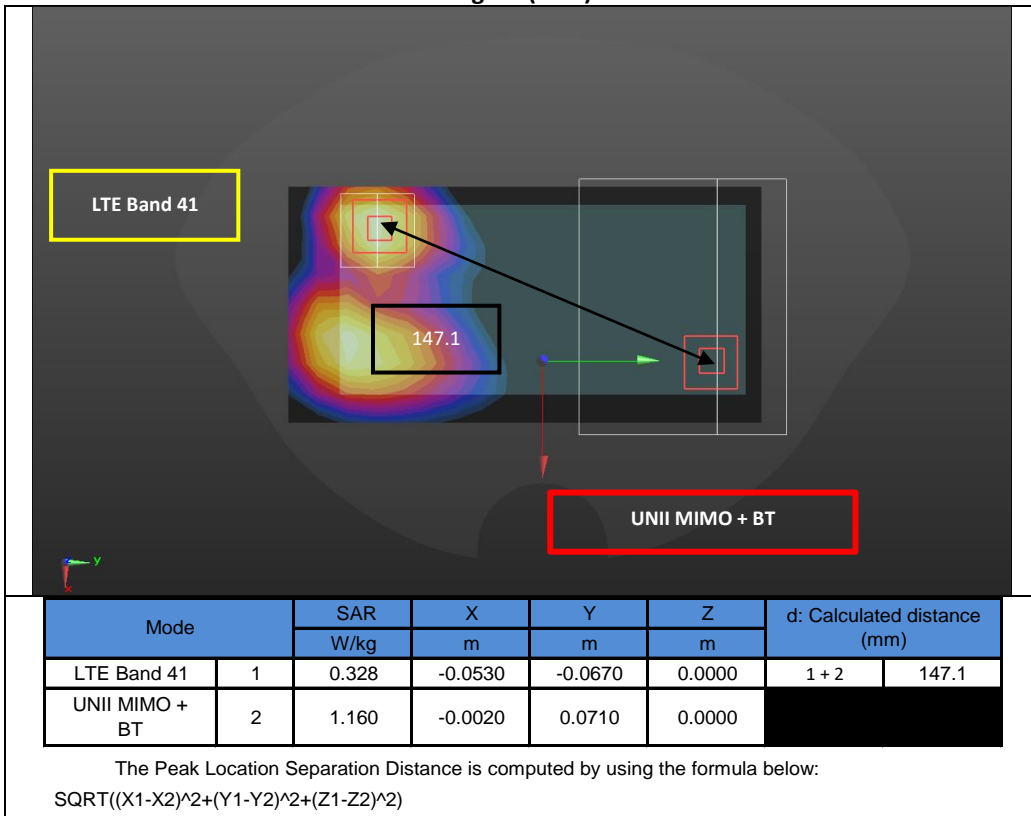 LTE Band 41
147.1
UNII MIMO + BT
y
x
Mode SAR X Y Z d: Calculated distance (mm)
W/kg m m m
LTE Band 41 1 0.328 -0.0530 -0.0670 0.0000 1 + 2 147.1
UNII MIMO + BT 2 1.160 -0.0020 0.0710 0.0000
The Peak Location Separation Distance is computed by using the formula below:
SQRT((X1-X2)^2+(Y1-Y2)^2+(Z1-Z2)^2)